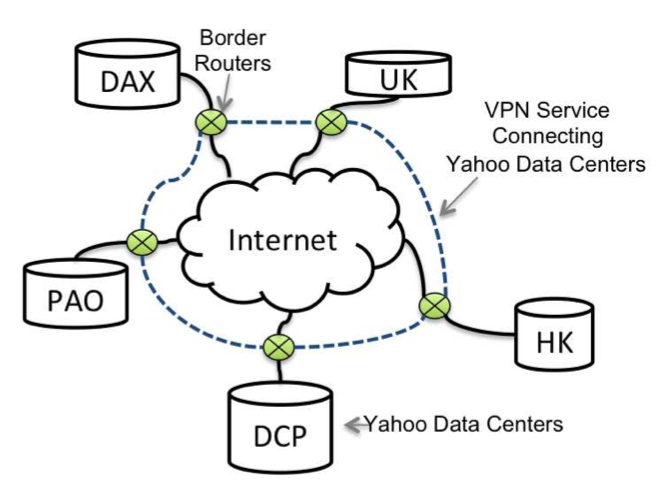 Border
Routers
DAX
UK
VPN Service
Connecting
Yahoo Data Centers
Internet
PAO
HK
DCP
Yahoo Data Centers